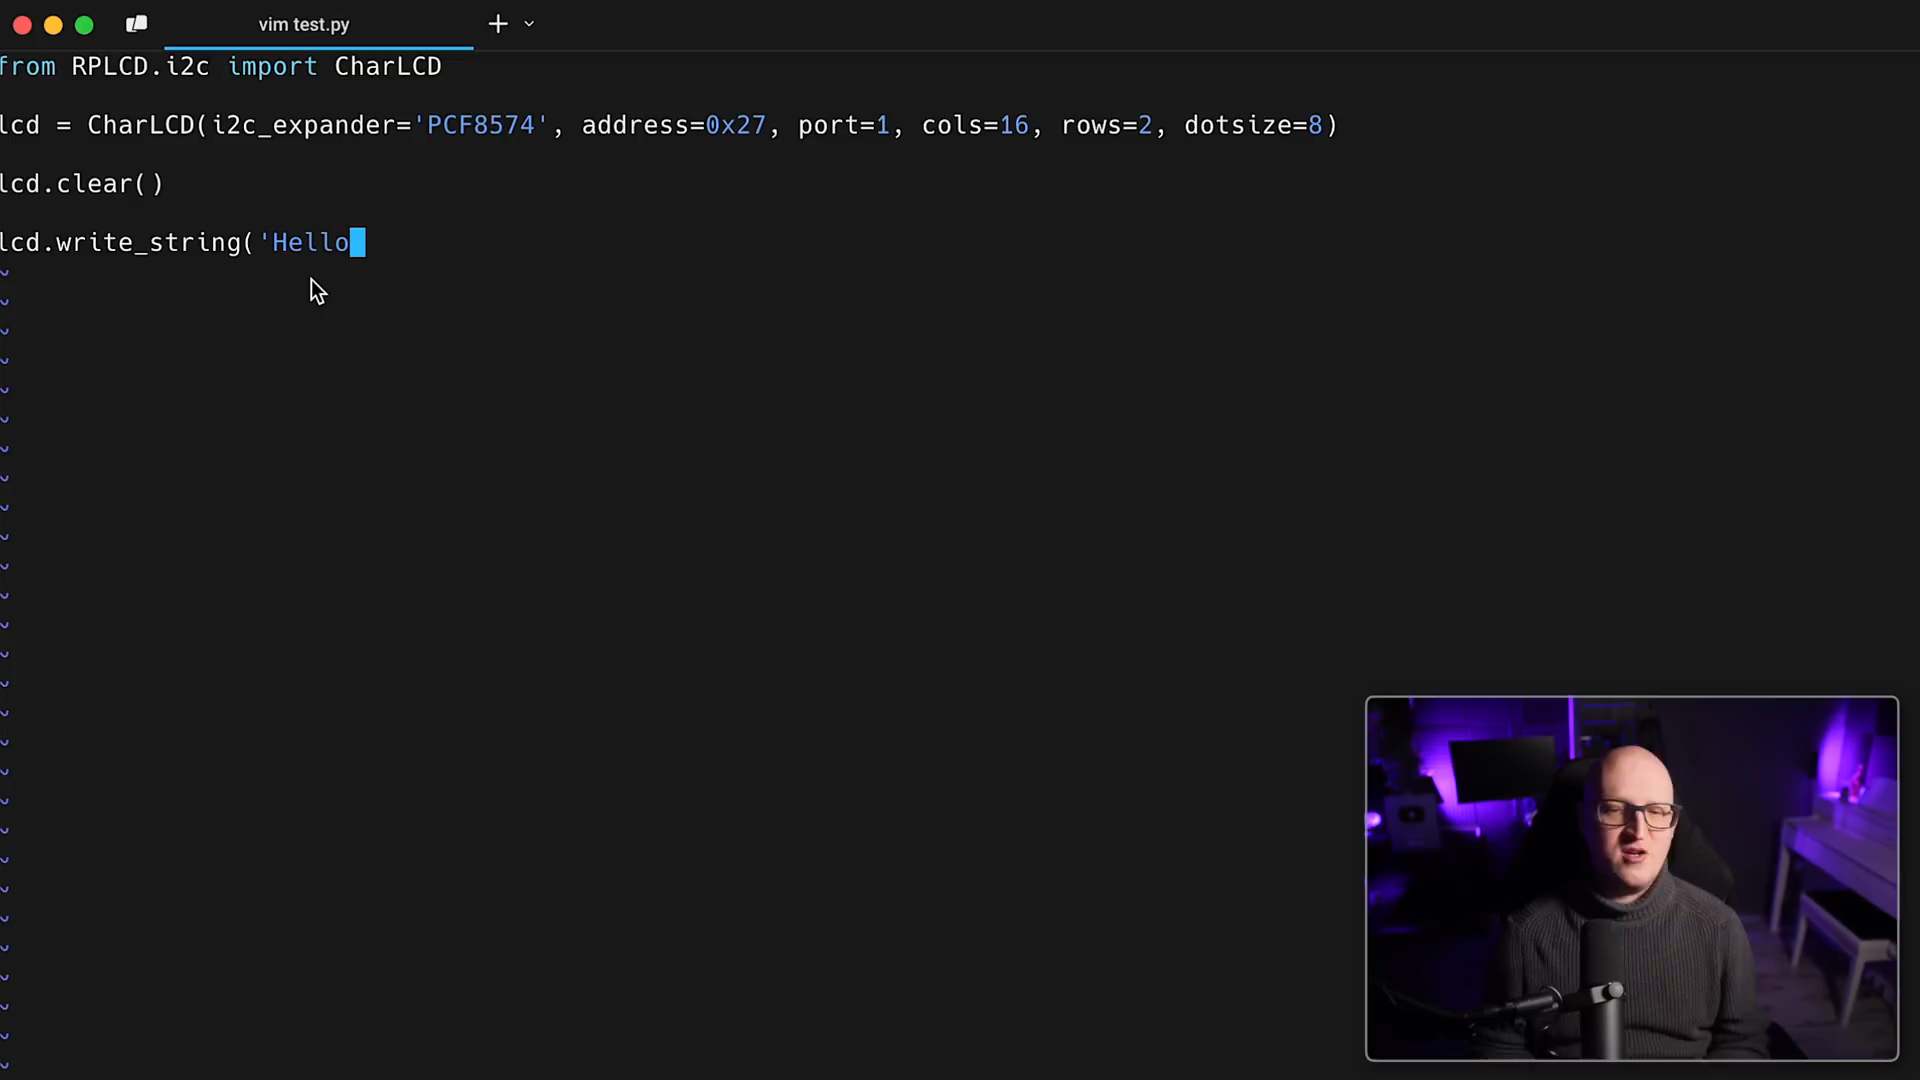 vim test.py
from RPLCD.i2c import CharLCD
lcd = CharLCD(i2c_expander='PCF8574', address=0x27, port=1, cols=16, rows=2, dotsize=8)
lcd.clear()
lcd.write_string('Hello